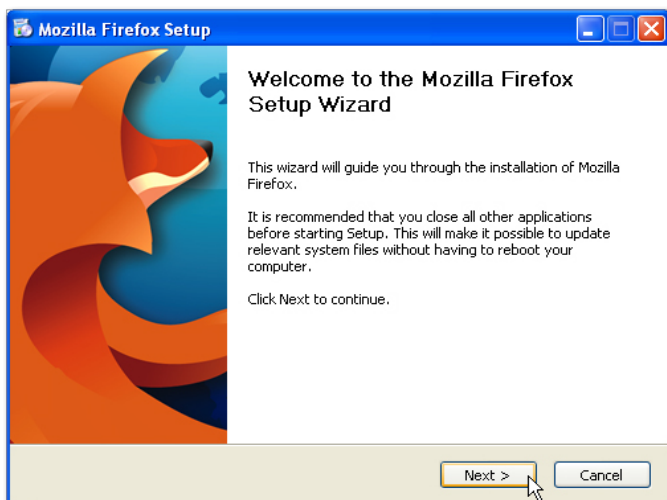 Mozilla Firefox Setup
Welcome to the Mozilla Firefox
Setup Wizard
This wizard will guide you through the installation of Mozilla
Firefox.
It is recommended that you close all other applications
before starting Setup. This will make it possible to update
relevant system files without having to reboot your
computer.
Click Next to continue.
Next >
Cancel